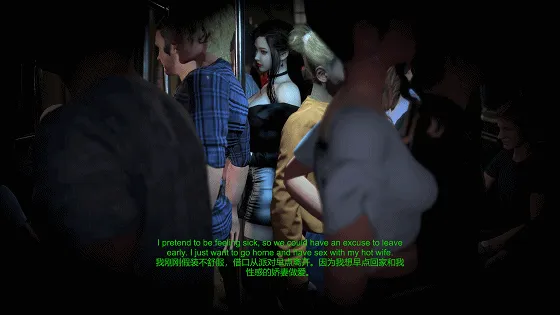 I pretend to be feeling sick, so we could have an excuse to leave
early. I just want to go home and have sex with my hot wife.
我刚刚假装不舒服，借口从派对早点离开。因为我想早点回家和我
性感的娇妻做爱。